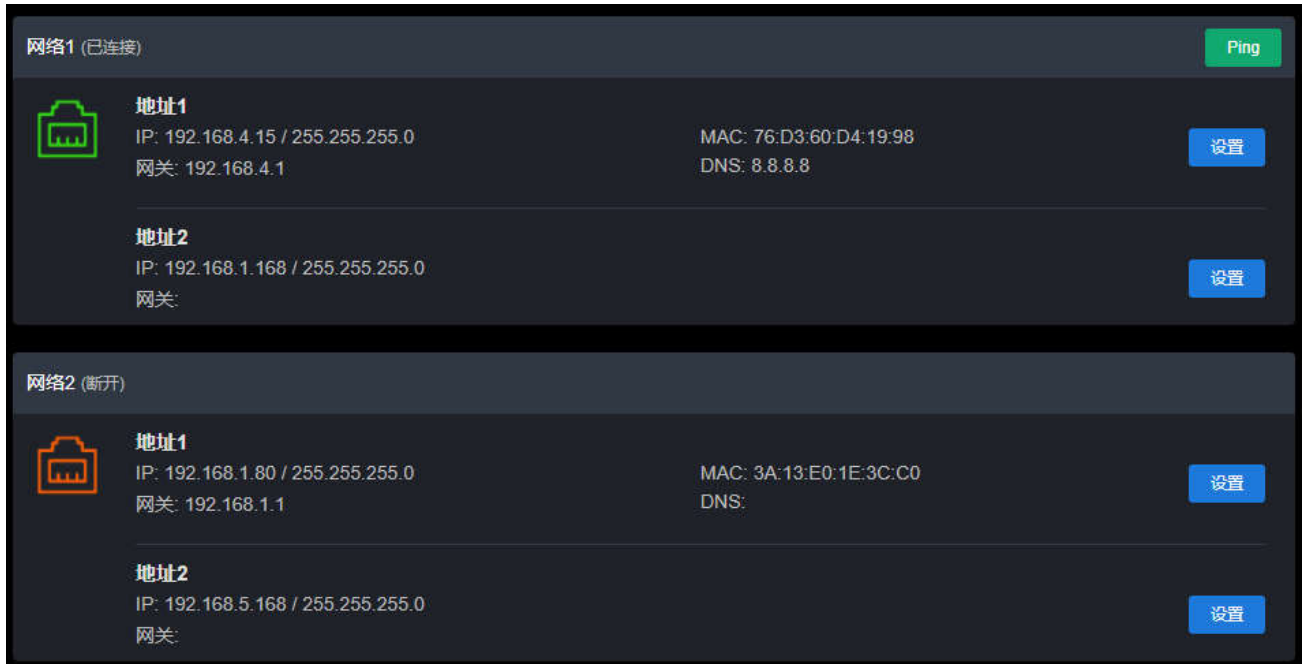 网络1 (已连接)
Ping
地址1
IP: 192.168.4.15 / 255.255.255.0
MAC: 76:D3:60:D4:19:98
网关: 192.168.4.1
DNS: 8.8.8.8
设置
地址2
IP: 192.168.1.168 / 255.255.255.0
网关:
设置
网络2 (断开)
地址1
IP: 192.168.1.80 / 255.255.255.0
MAC: 3A:13:E0:1E:3C:C0
网关: 192.168.1.1
DNS:
设置
地址2
IP: 192.168.5.168 / 255.255.255.0
网关:
设置